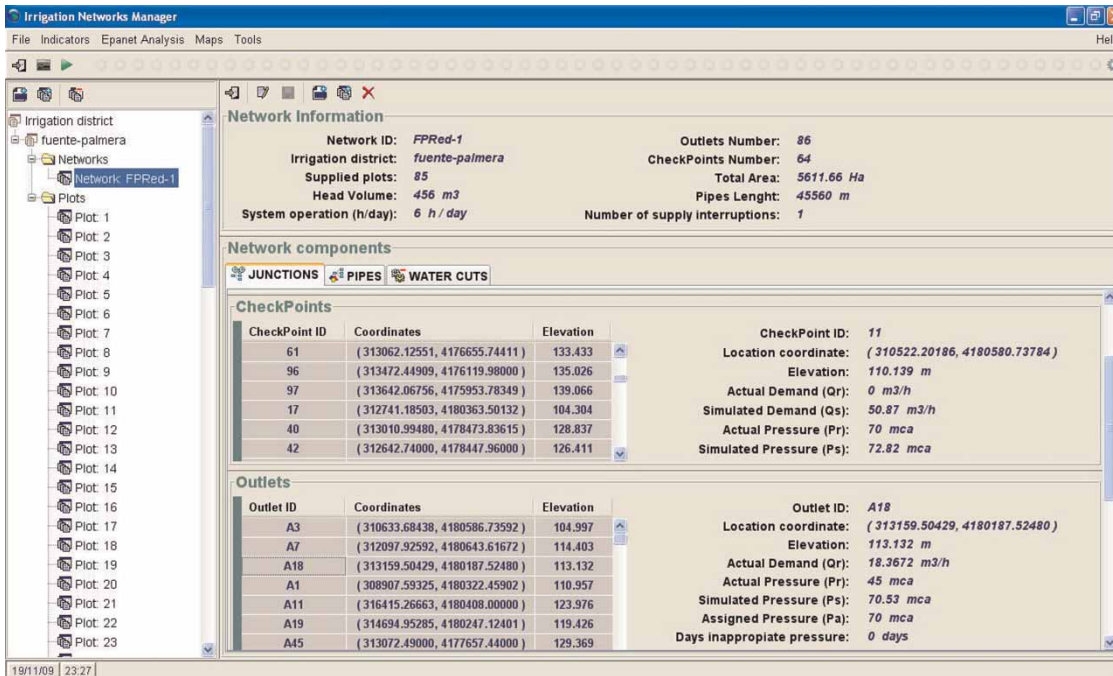 Irrigation Networks Manager
File Indicators Epanet Analysis Maps Tools Hel
Irrigation district
fuente-palmera
Networks
Network: FPRed-1
Plots
Plot: 1
Plot: 2
Plot: 3
Plot: 4
Plot: 5
Plot: 6
Plot: 7
Plot: 8
Plot: 9
Plot: 10
Plot: 11
Plot: 12
Plot: 13
Plot: 14
Plot: 15
Plot: 16
Plot: 17
Plot: 18
Plot: 19
Plot: 20
Plot: 21
Plot: 22
Plot: 23
Network Information
Network ID: FPRed-1
Irrigation district: fuente-palmera
Supplied plots: 85
Head Volume: 456 m3
System operation (h/day): 6 h / day
Outlets Number: 86
CheckPoints Number: 64
Total Area: 5611.66 Ha
Pipes Lenght: 45560 m
Number of supply interruptions: 1
Network components
JUNCTIONS PIPES WATER CUTS
CheckPoints
CheckPoint ID Coordinates Elevation
61 ( 313062.12551, 4176655.74411 ) 133.433
96 ( 313472.44909, 4176119.98000 ) 135.026
97 ( 313642.06756, 4175953.78349 ) 139.066
17 ( 312741.18503, 4180363.50132 ) 104.304
40 ( 313010.99480, 4178473.83615 ) 128.837
42 ( 312642.74000, 4178447.96000 ) 126.411
CheckPoint ID: 11
Location coordinate: ( 310522.20186, 4180580.73784 )
Elevation: 110.139 m
Actual Demand (Qr): 0 m3/h
Simulated Demand (Qs): 50.87 m3/h
Actual Pressure (Pr): 70 mca
Simulated Pressure (Ps): 72.82 mca
Outlets
Outlet ID Coordinates Elevation
A3 ( 310633.68438, 4180586.73592 ) 104.997
A7 ( 312097.92592, 4180643.61672 ) 114.403
A18 ( 313159.50429, 4180187.52480 ) 113.132
A1 ( 308907.59325, 4180322.45902 ) 110.957
A11 ( 316415.26663, 4180408.00000 ) 123.976
A19 ( 314694.95285, 4180247.12401 ) 119.426
A45 ( 313072.49000, 4177657.44000 ) 129.369
Outlet ID: A18
Location coordinate: ( 313159.50429, 4180187.52480 )
Elevation: 113.132 m
Actual Demand (Qr): 18.3672 m3/h
Actual Pressure (Pr): 45 mca
Simulated Pressure (Ps): 70.53 mca
Assigned Pressure (Pa): 70 mca
Days inappropiate pressure: 0 days
19/11/09 23:27